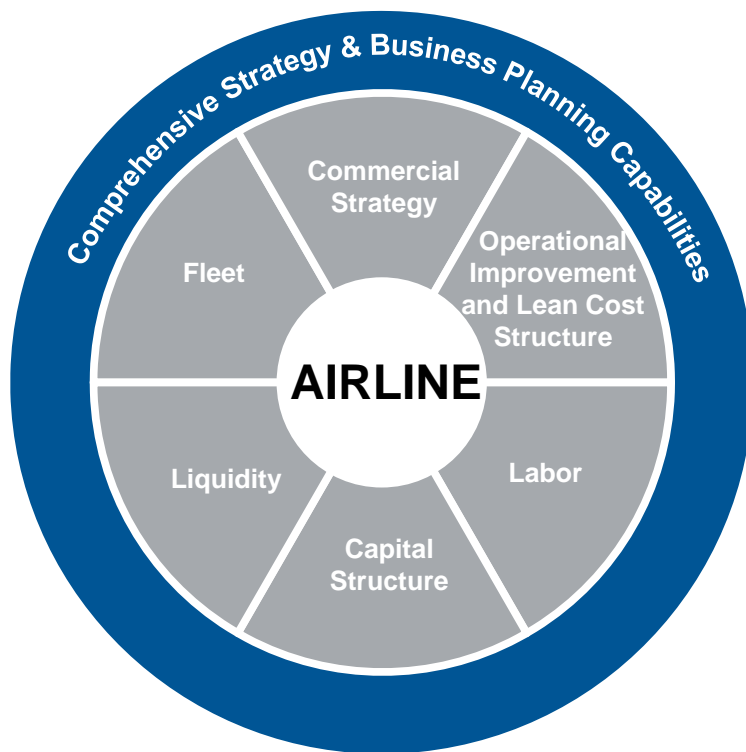 Comprehensive Strategy & Business Planning Capabilities
Commercial
Strategy
Operational
Improvement
and Lean Cost
Structure
Fleet
AIRLINE
Liquidity
Labor
Capital
Structure